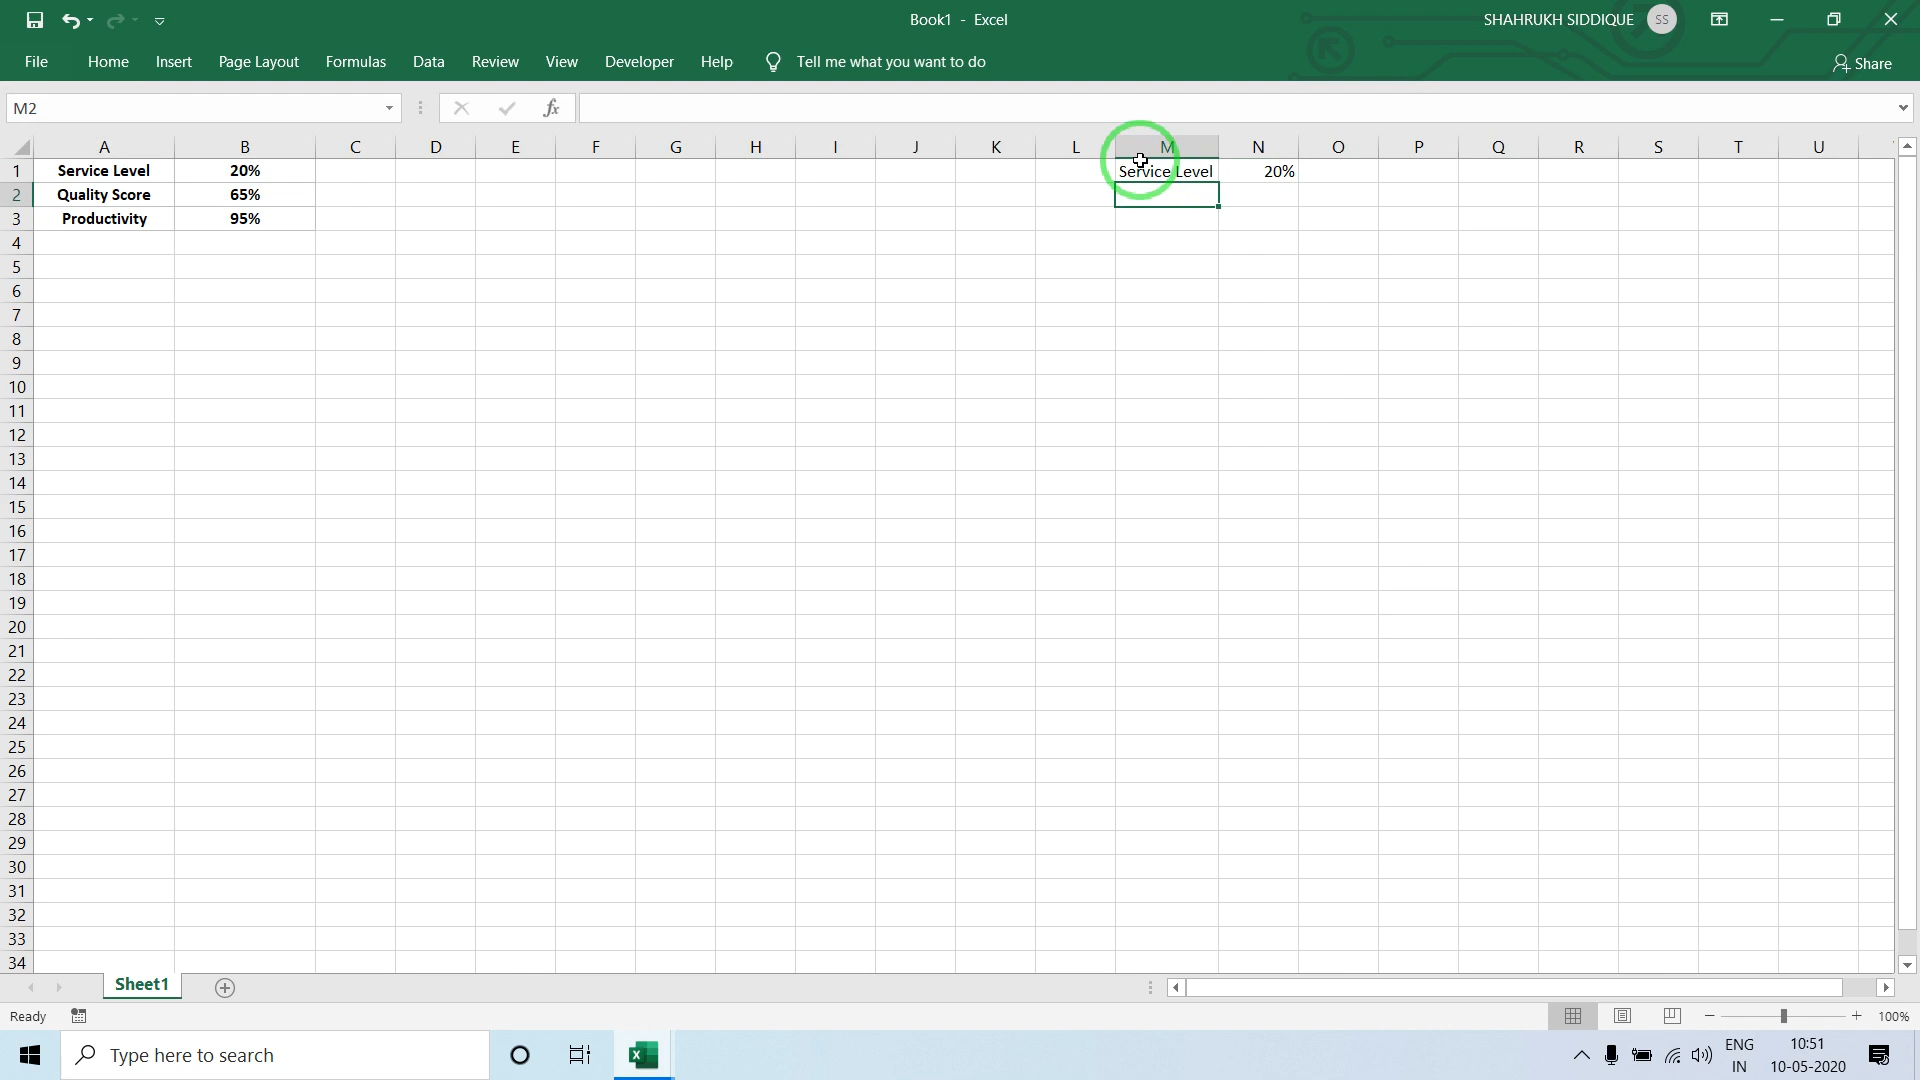 Book1 - Excel
SHAHRUKH SIDDIQUE SS
File Home Insert Page Layout Formulas Data Review View Developer Help Tell me what you want to do
Share
M2 fx
A B C D E F G H I J K L M N O P Q R S T U
1 Service Level 20% Service Level 20%
2 Quality Score 65%
3 Productivity 95%
4
5
6
7
8
9
10
11
12
13
14
15
16
17
18
19
20
21
22
23
24
25
26
27
28
29
30
31
32
33
34
Sheet1
Ready 100%
Type here to search
ENG 10:51
IN 10-05-2020